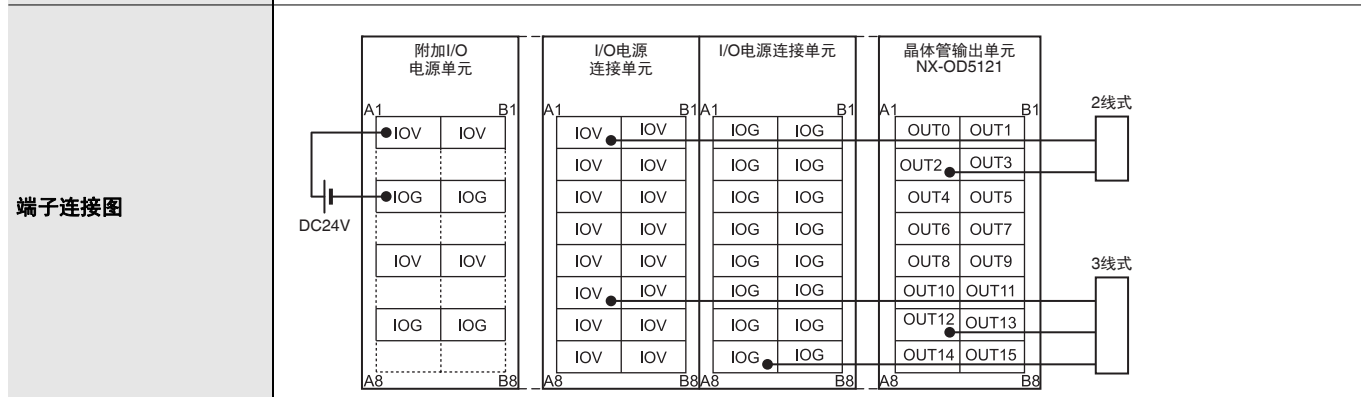 端子连接图
DC24V
附加I/O
电源单元
A1 B1
IOV IOV
IOG IOG
IOV IOV
IOG IOG
A8 B8
I/O电源
连接单元
A1 B1
IOV IOV
IOV IOV
IOV IOV
IOV IOV
IOV IOV
IOV IOV
IOV IOV
IOV IOV
B8
I/O电源连接单元
A1 B1
IOG IOG
IOG IOG
IOG IOG
IOG IOG
IOG IOG
IOG IOG
IOG IOG
IOG IOG
A8 B8
晶体管输出单元
NX-OD5121
A1 B1
OUT0 OUT1
OUT2 OUT3
OUT4 OUT5
OUT6 OUT7
OUT8 OUT9
OUT10 OUT11
OUT12 OUT13
OUT14 OUT15
A8 B8
2线式
3线式